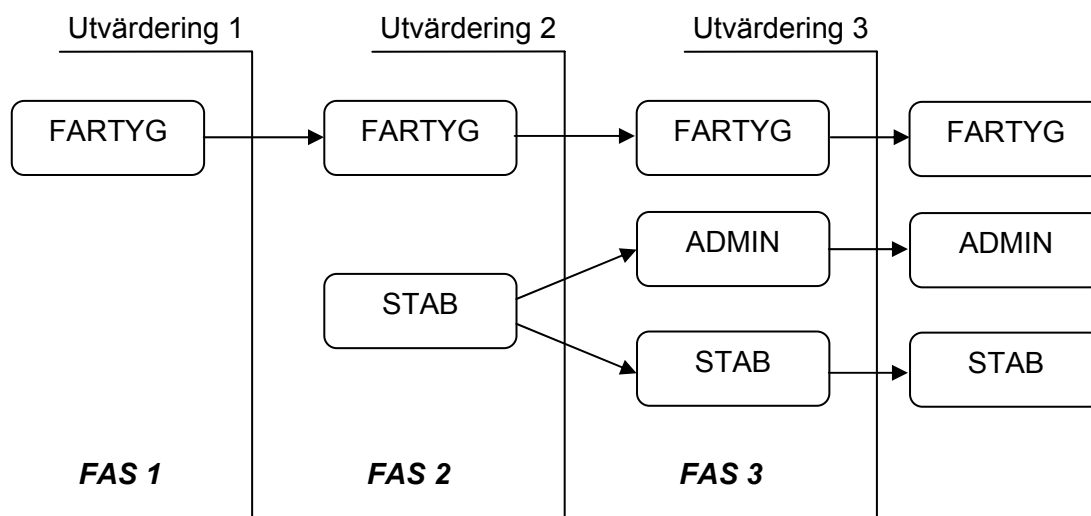 Utvärdering 1
Utvärdering 2
Utvärdering 3
FARTYG
FARTYG
FARTYG
FARTYG
ADMIN
ADMIN
STAB
STAB
STAB
FAS 1
FAS 2
FAS 3